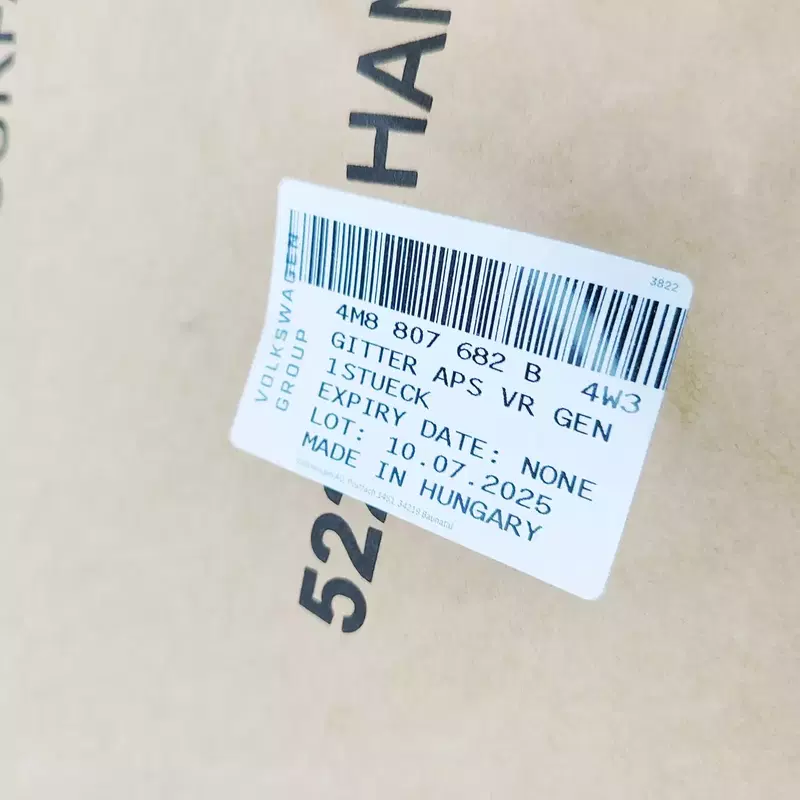 HAN
3822
VOLKSWAGEN
GROUP
4M8 807 682 B 4W3
GITTER APS VR GEN
1STUECK
EXPIRY DATE: NONE
LOT: 10.07.2025
MADE IN HUNGARY
522